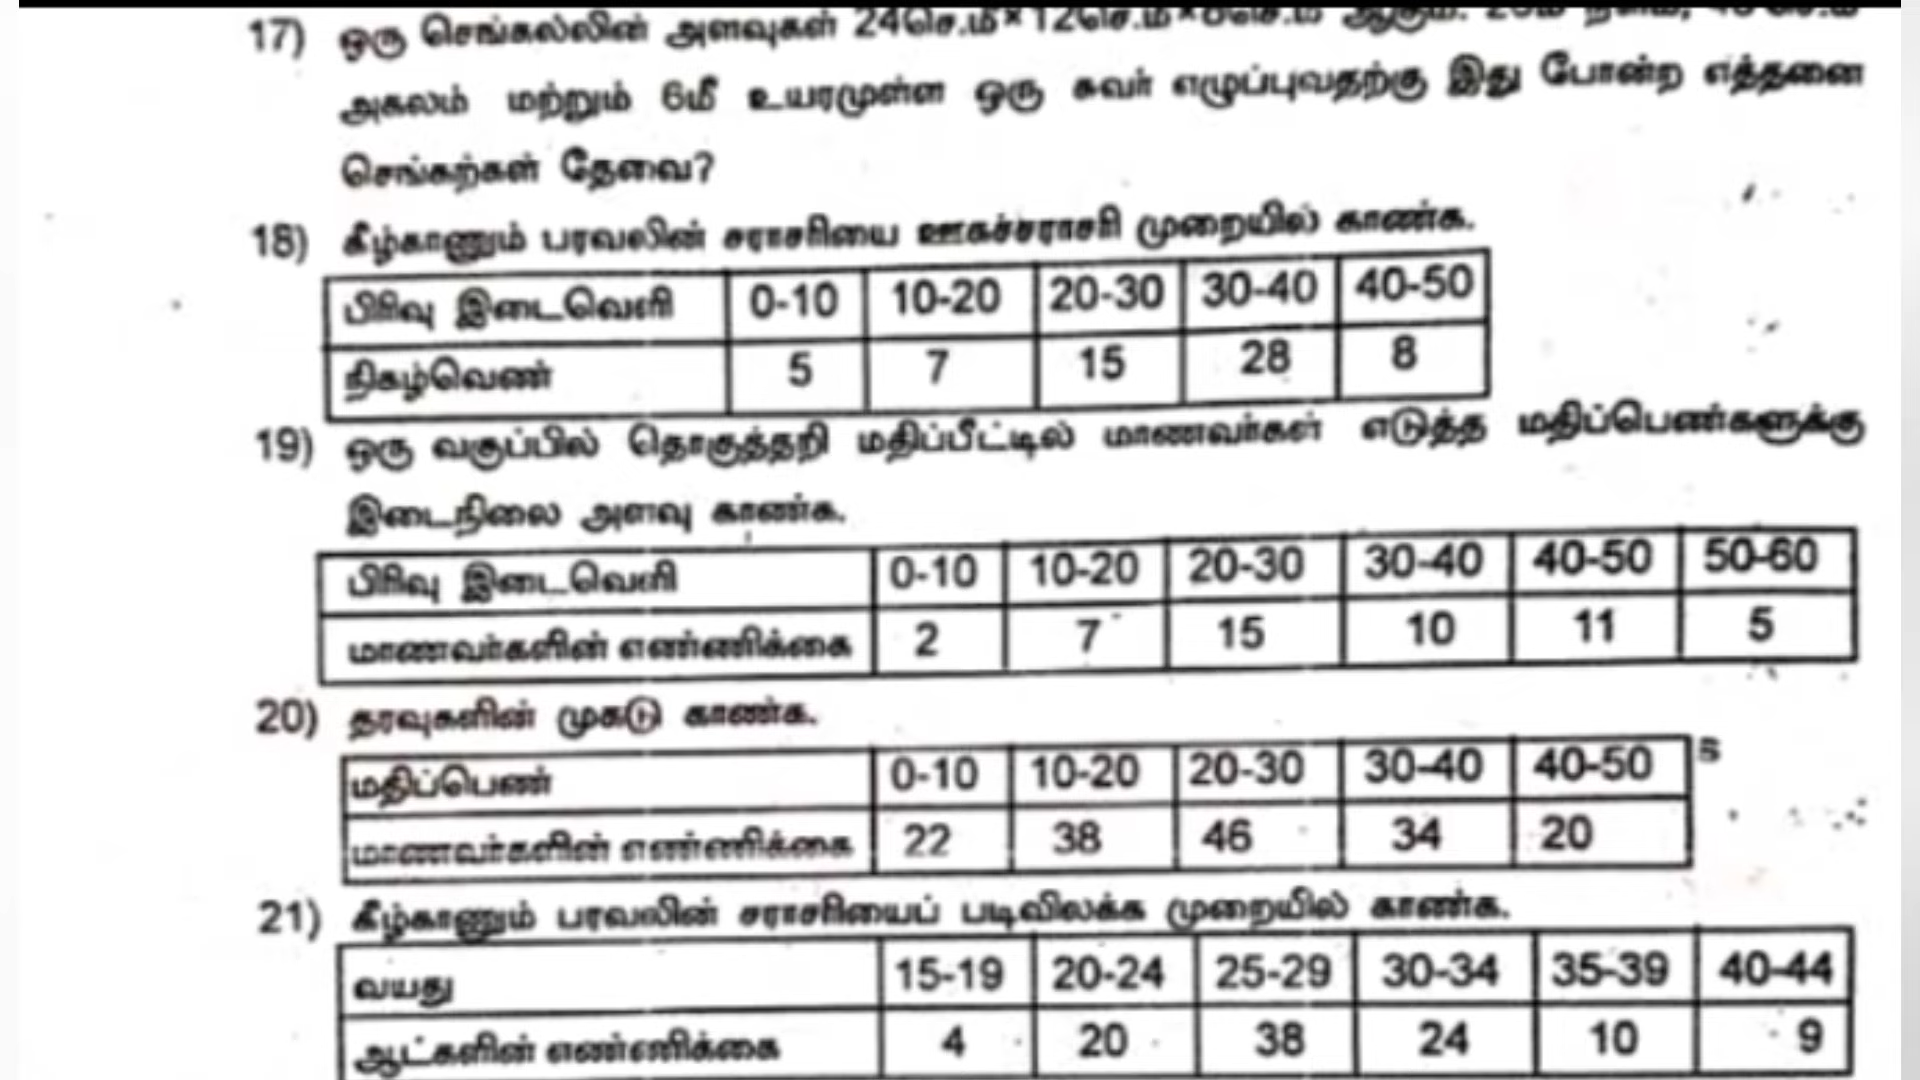 17) ஒரு செங்கல்லின் அளவுகள் 24செ.மீ×12செ.மீ×8செ.மீ ஆகும்.
அகலம் மற்றும் 6மீ உயரமுள்ள ஒரு சுவர் எழுப்புவதற்கு இது போன்ற எத்தனை
செங்கற்கள் தேவை?
18) கீழ்காணும் பரவலின் சராசரியை ஊகச்சராசரி முறையில் காண்க.
பிரிவு இடைவெளி 0-10 10-20 20-30 30-40 40-50
நிகழ்வெண் 5 7 15 28 8
19) ஒரு வகுப்பில் தொகுத்தறி மதிப்பீட்டில் மாணவர்கள் எடுத்த மதிப்பெண்களுக்கு
இடைநிலை அளவு காண்க.
பிரிவு இடைவெளி 0-10 10-20 20-30 30-40 40-50 50-60
மாணவர்களின் எண்ணிக்கை 2 7 15 10 11 5
20) தரவுகளின் முகடு காண்க.
மதிப்பெண் 0-10 10-20 20-30 30-40 40-50 s
மாணவர்களின் எண்ணிக்கை 22 38 46 34 20
21) கீழ்காணும் பரவலின் சராசரியைப் படிவிலக்க முறையில் காண்க.
வயது 15-19 20-24 25-29 30-34 35-39 40-44
ஆட்களின் எண்ணிக்கை 4 20 38 24 10 9